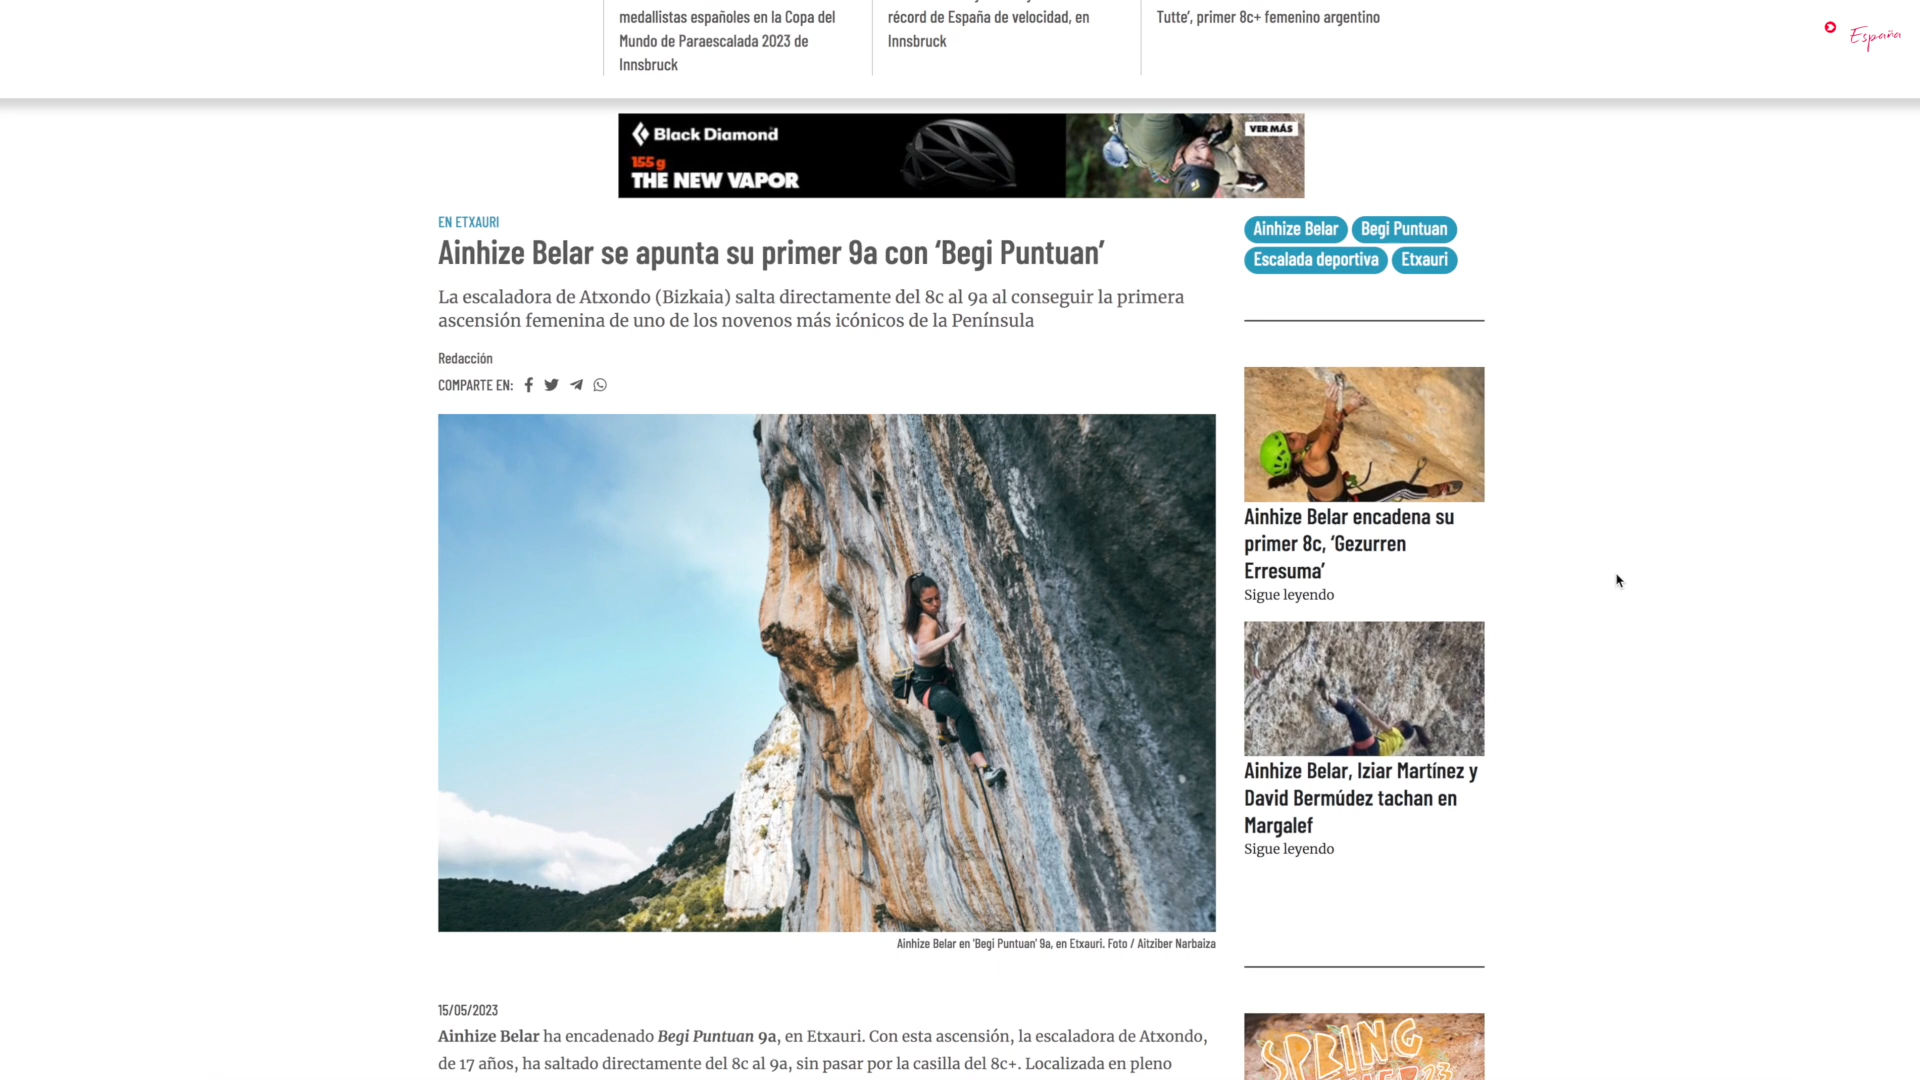 medallistas españoles en la Copa del
Mundo de Paraescalada 2023 de
Innsbruck
récord de España de velocidad, en
Innsbruck
Tutte’, primer 8c+ femenino argentino
España
Black Diamond
155g
THE NEW VAPOR
VER MÁS
EN ETXAURI
Ainhize Belar se apunta su primer 9a con ‘Begi Puntuan’
La escaladora de Atxondo (Bizkaia) salta directamente del 8c al 9a al conseguir la primera
ascensión femenina de uno de los novenos más icónicos de la Península
Redacción
COMPARTE EN:
Ainhize Belar en 'Begi Puntuan' 9a, en Etxauri. Foto / Aitziber Narbaiza
15/05/2023
Ainhize Belar ha encadenado Begi Puntuan 9a, en Etxauri. Con esta ascensión, la escaladora de Atxondo,
de 17 años, ha saltado directamente del 8c al 9a, sin pasar por la casilla del 8c+. Localizada en pleno
Ainhize Belar Begi Puntuan
Escalada deportiva Etxauri
Ainhize Belar encadena su
primer 8c, ‘Gezurren
Erresuma’
Sigue leyendo
Ainhize Belar, Iziar Martínez y
David Bermúdez tachan en
Margalef
Sigue leyendo
SPRING